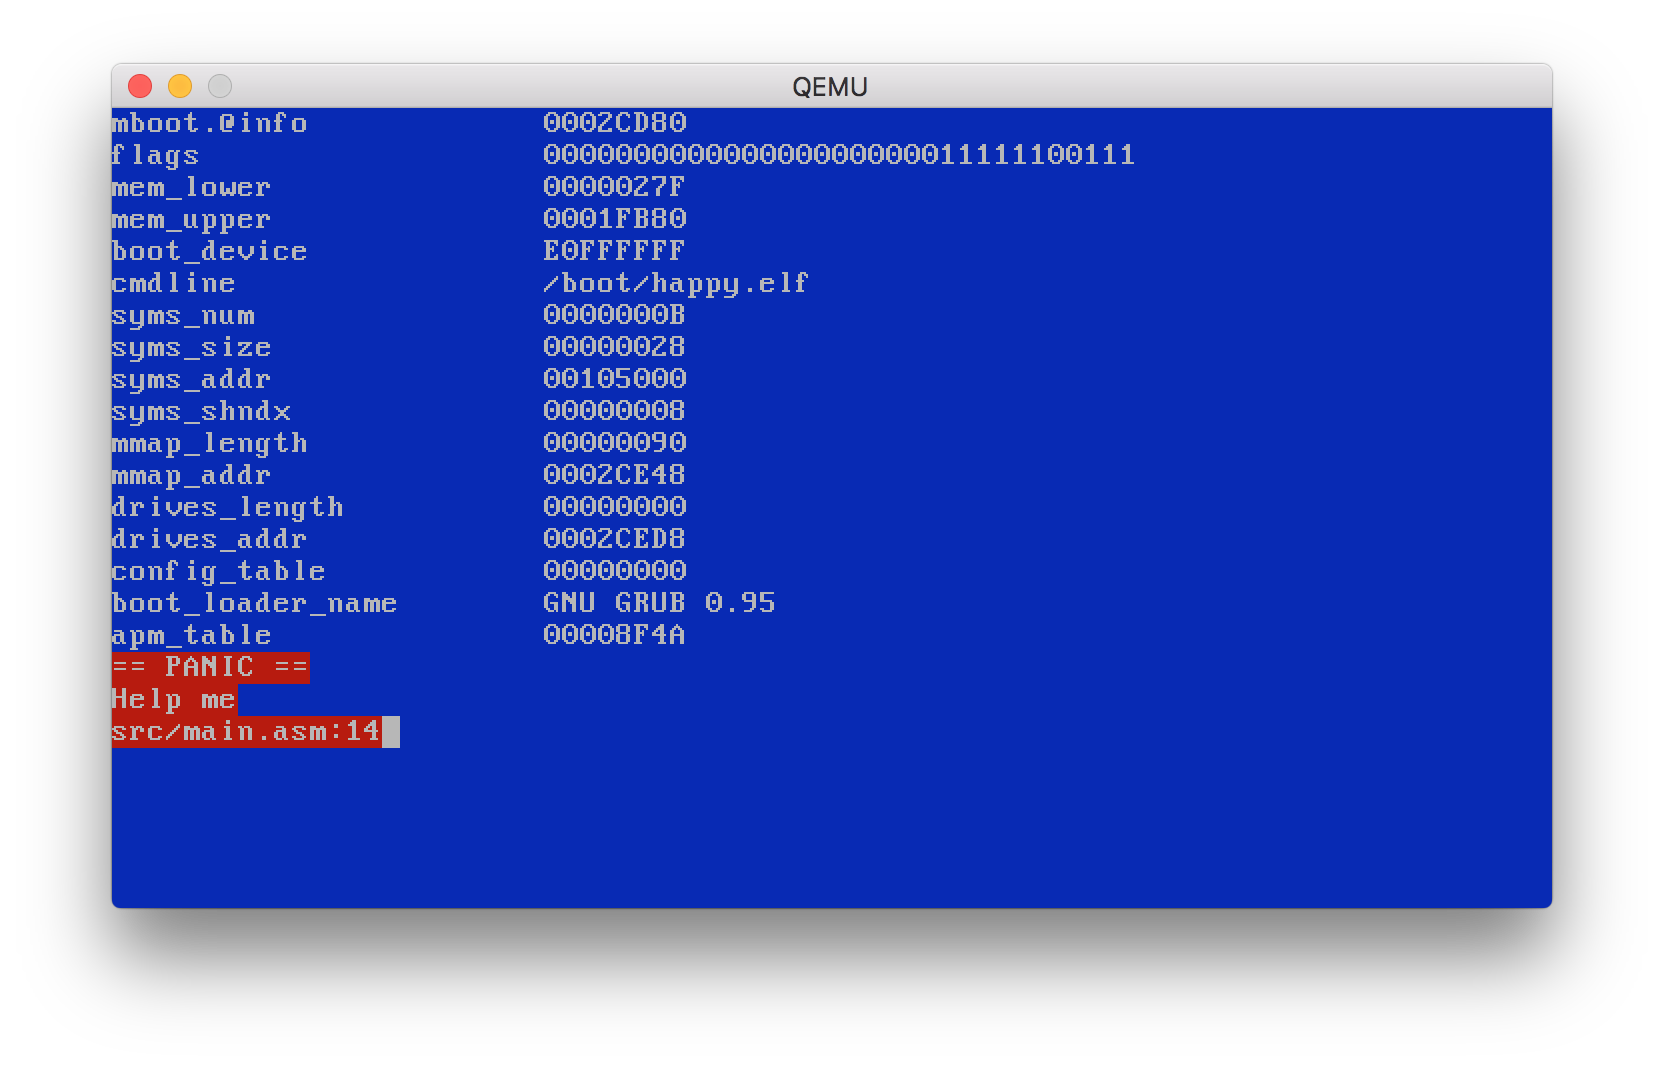 QEMU
mboot.@info 0002CD80
flags 000000000000000000000011111100111
mem_lower 0000027F
mem_upper 0001FB80
boot_device E0FFFFFF
cmdline /boot/happy.elf
syms_num 0000000B
syms_size 00000028
syms_addr 00105000
syms_shndx 00000008
mmap_length 00000090
mmap_addr 0002CE48
drives_length 00000000
drives_addr 0002CED8
config_table 00000000
boot_loader_name GNU GRUB 0.95
apm_table 00008F4A
== PANIC ==
Help me
src/main.asm:14